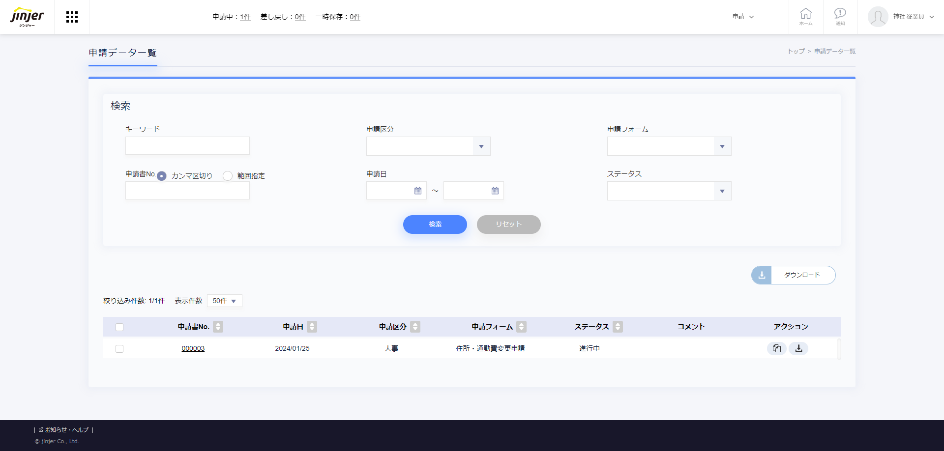 jinjer
ジンジャー
申請中：1件 差し戻し：0件 一時保存：0件
申請
ホーム
通知
申請データ一覧
トップ > 申請データ一覧
検索
キーワード
申請区分
申請フォーム
申請書No.
カンマ区切り
範囲指定
申請日
～
ステータス
検索
リセット
ダウンロード
絞り込み件数: 1/1件 表示件数 50件
申請書No. 申請日 申請区分 申請フォーム ステータス コメント アクション
000003 2024/01/25 人事 住所・通勤費変更申請 進行中
| お知らせ・ヘルプ |
© jinjer Co., Ltd.